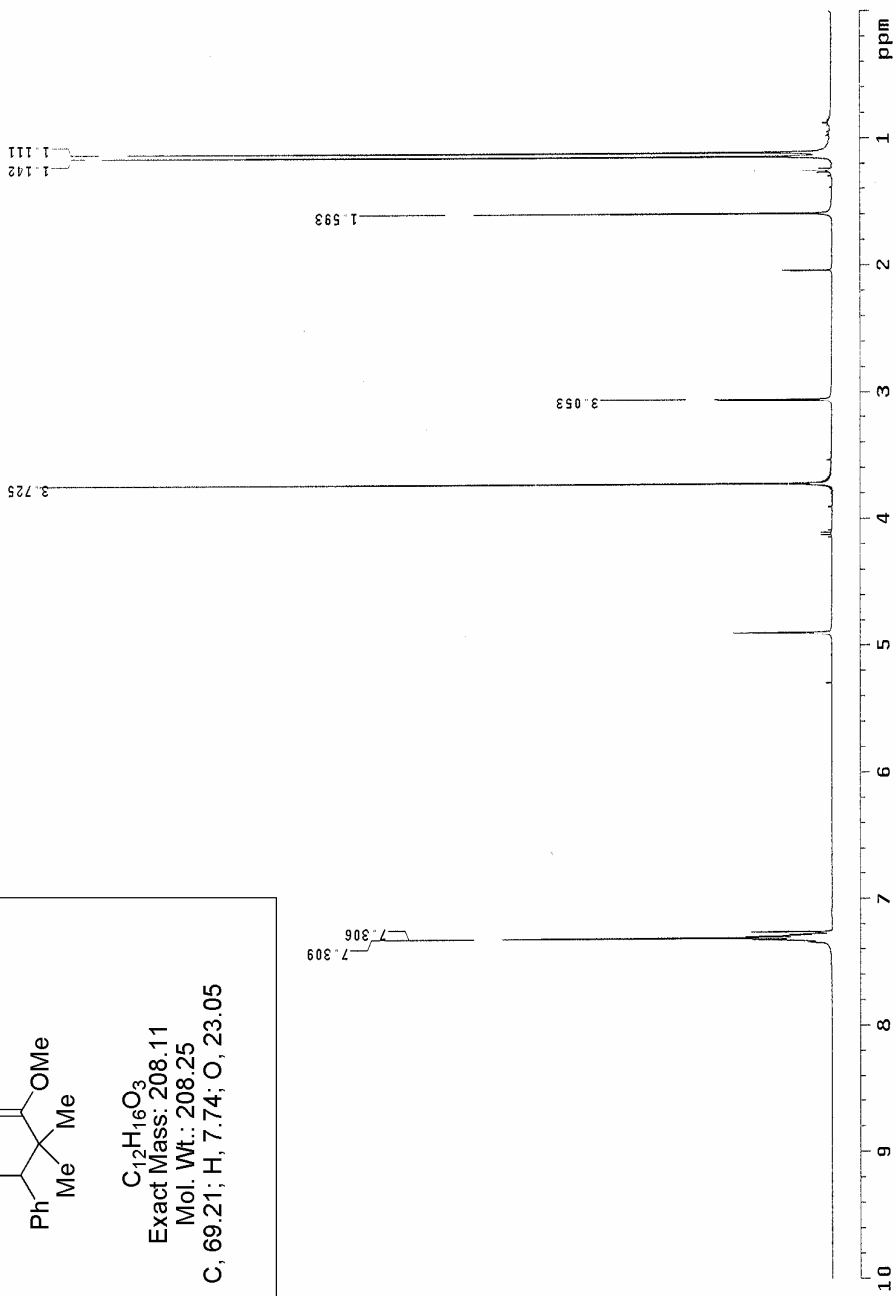 Ph
Me
Me
OMe
C12H16O3
Exact Mass: 208.11
Mol. Wt.: 208.25
C, 69.21; H, 7.74; O, 23.05
7.309
7.306
3.725
3.053
1.593
1.142
1.111
10 9 8 7 6 5 4 3 2 1 ppm